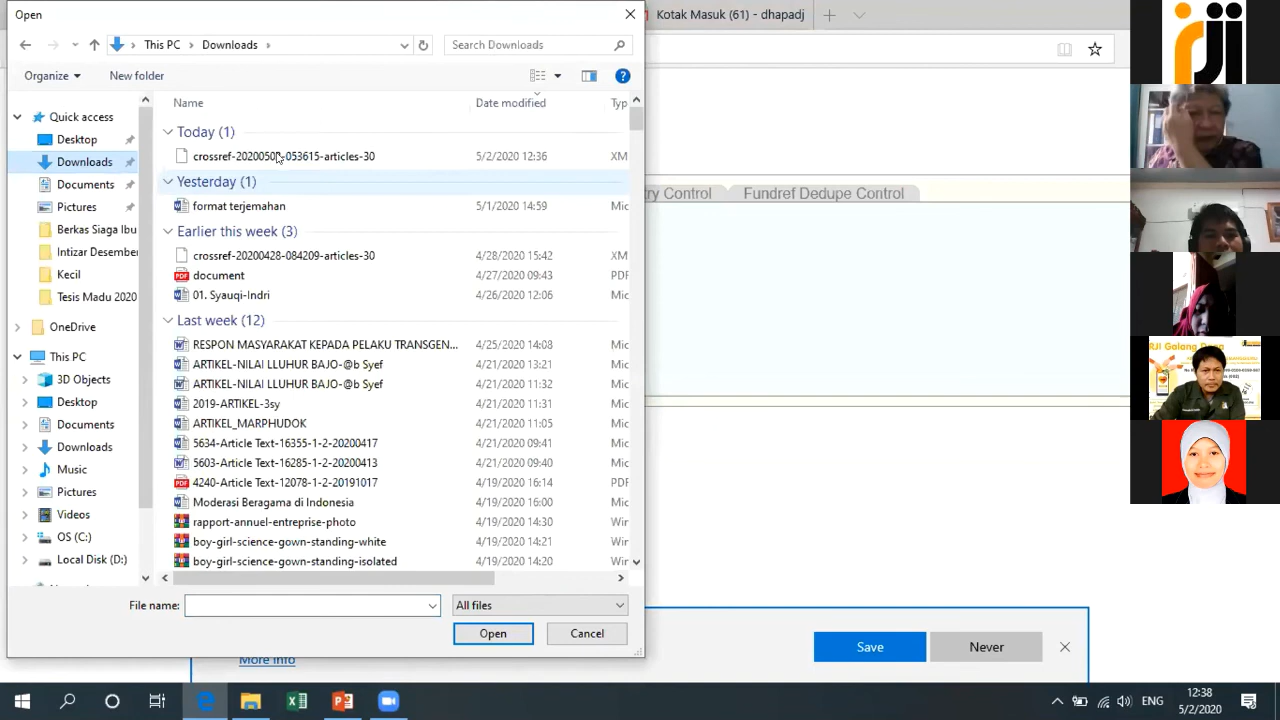 Open
Kotak Masuk (61) - dhapadj
This PC
Downloads
Search Downloads
Organize
New folder
Name
Date modified
Typ
Quick access
Desktop
Downloads
Documents
Pictures
Berkas Siaga Ibu
Intizar Desember
Kecil
Tesis Madu 2020
OneDrive
This PC
3D Objects
Desktop
Documents
Downloads
Music
Pictures
Videos
OS (C:)
Local Disk (D:)
Today (1)
5/2/2020 12:36 XM
Yesterday (1)
format terjemahan 5/1/2020 14:59 Mic
Earlier this week (3)
crossref-20200428-084209-articles-30 4/28/2020 15:42 XM
document 4/27/2020 09:43 PDF
01. Syauqi-Indri 4/26/2020 12:06 Mic
Last week (12)
RESPON MASYARAKAT KEPADA PELAKU TRANSGEN... 4/25/2020 14:08 Mic
ARTIKEL-NILAI LLUHUR BAJO-@b Syef 4/21/2020 13:21 Mic
ARTIKEL-NILAI LLUHUR BAJO-@b Syef 4/21/2020 11:32 Mic
2019-ARTIKEL-3sy 4/21/2020 11:31 Mic
ARTIKEL_MARPHUDOK 4/21/2020 11:05 Mic
5634-Article Text-16355-1-2-20200417 4/21/2020 09:41 Mic
5603-Article Text-16285-1-2-20200413 4/21/2020 09:40 Mic
4240-Article Text-12078-1-2-20191017 4/19/2020 16:14 PDF
Moderasi Beragama di Indonesia 4/19/2020 16:00 Mic
rapport-annuel-entreprise-photo 4/19/2020 14:30 Win
boy-girl-science-gown-standing-white 4/19/2020 14:21 Win
boy-girl-science-gown-standing-isolated 4/19/2020 14:20 Win
File name:
All files
Open
Cancel
try Control
Fundref Dedupe Control
More info
Save
Never
rji
ENG
12:38
5/2/2020